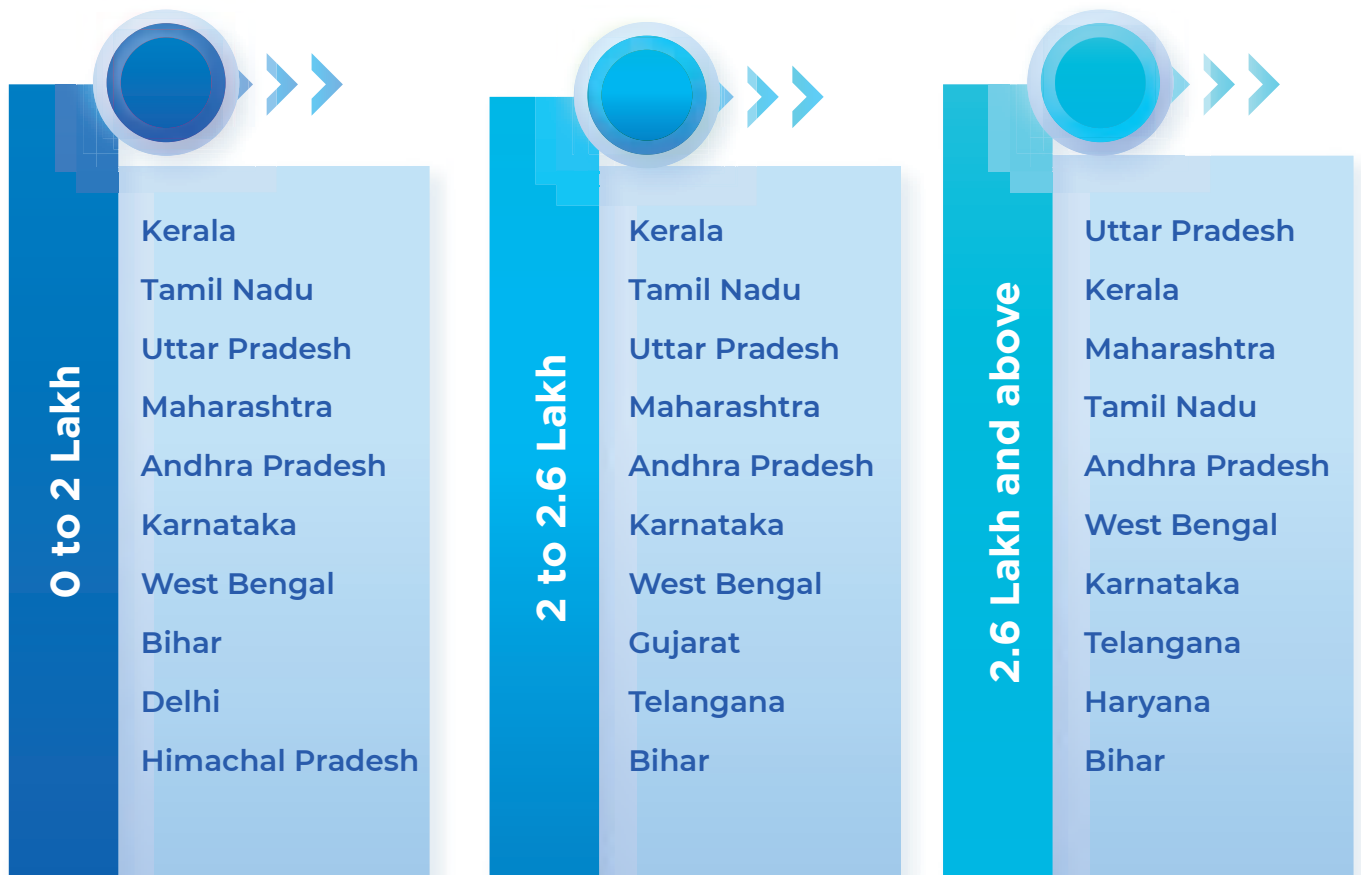 0 to 2 Lakh
Kerala
Tamil Nadu
Uttar Pradesh
Maharashtra
Andhra Pradesh
Karnataka
West Bengal
Bihar
Delhi
Himachal Pradesh
2 to 2.6 Lakh
Kerala
Tamil Nadu
Uttar Pradesh
Maharashtra
Andhra Pradesh
Karnataka
West Bengal
Gujarat
Telangana
Bihar
2.6 Lakh and above
Uttar Pradesh
Kerala
Maharashtra
Tamil Nadu
Andhra Pradesh
West Bengal
Karnataka
Telangana
Haryana
Bihar